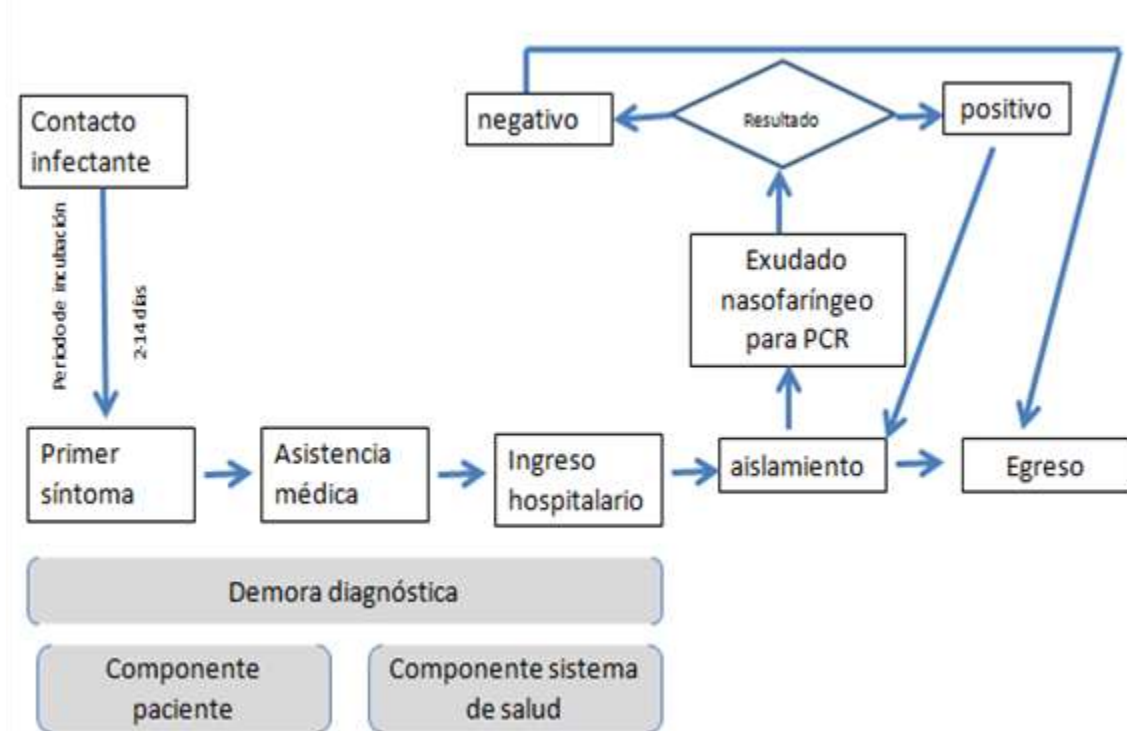 Contacto
infectante
Periodo de incubación
2-14 días
negativo
Resultado
positivo
Exudado
nasofaríngeo
para PCR
Primer
síntoma
Asistencia
médica
Ingreso
hospitalario
aislamiento
Egreso
Demora diagnóstica
Componente
paciente
Componente sistema
de salud